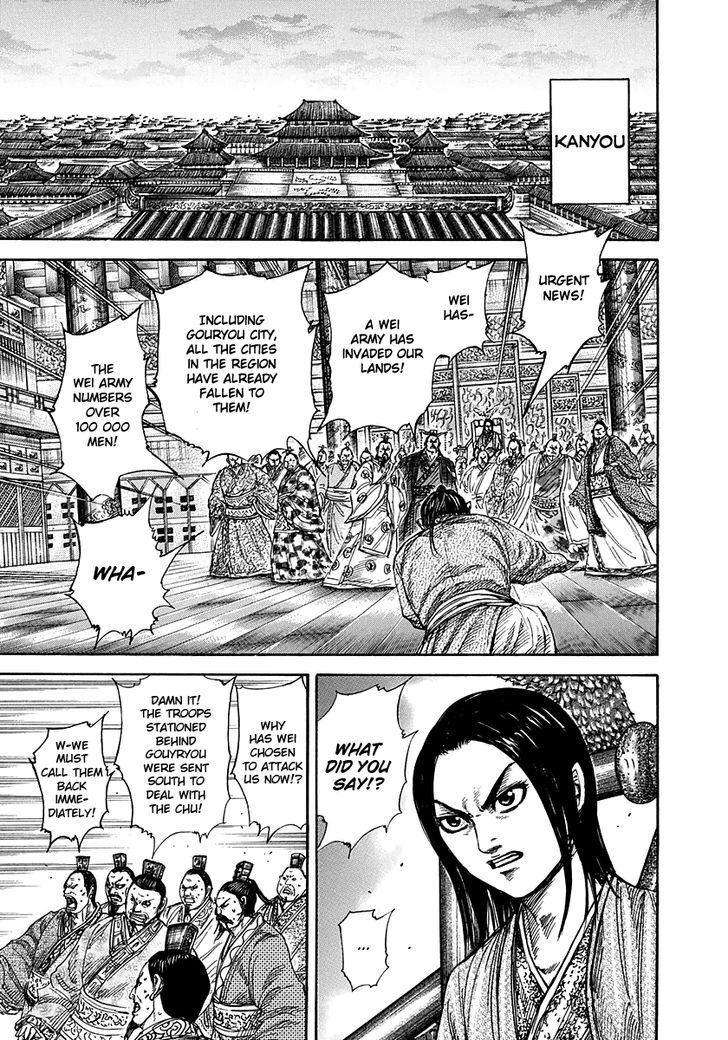 KANYOU
URGENT
NEWS!
WEI
HAS-
A WEI
ARMY HAS
INVADED OUR
LANDS!
INCLUDING
GOURYOU CITY,
ALL THE CITIES
IN THE REGION
HAVE ALREADY
FALLEN TO
THEM!
THE
WEI ARMY
NUMBERS
OVER
100 000
MEN!
WHA-
WHAT
DID YOU
SAY!?
...
WHY
HAS WEI
CHOSEN
TO ATTACK
US NOW!?
DAMN IT!
THE TROOPS
STATIONED
BEHIND
GOUYRYOU
WERE SENT
SOUTH TO
DEAL WITH
THE CHU!
W-WE
MUST
CALL THEM
BACK
IMME-
DIATELY!